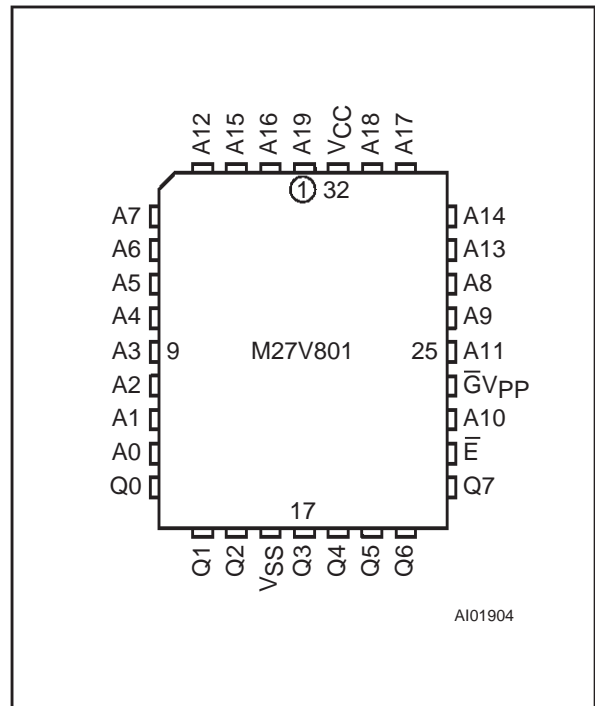 A12 A15 A16 A19 VCC A18 A17
1 32
A7 A14
A6 A13
A5 A8
A4 A9
A3 9 M27V801 25 A11
A2 G̅VPP
A1 A10
A0 E̅
Q0 Q7
17
Q1 Q2 VSS Q3 Q4 Q5 Q6
AI01904